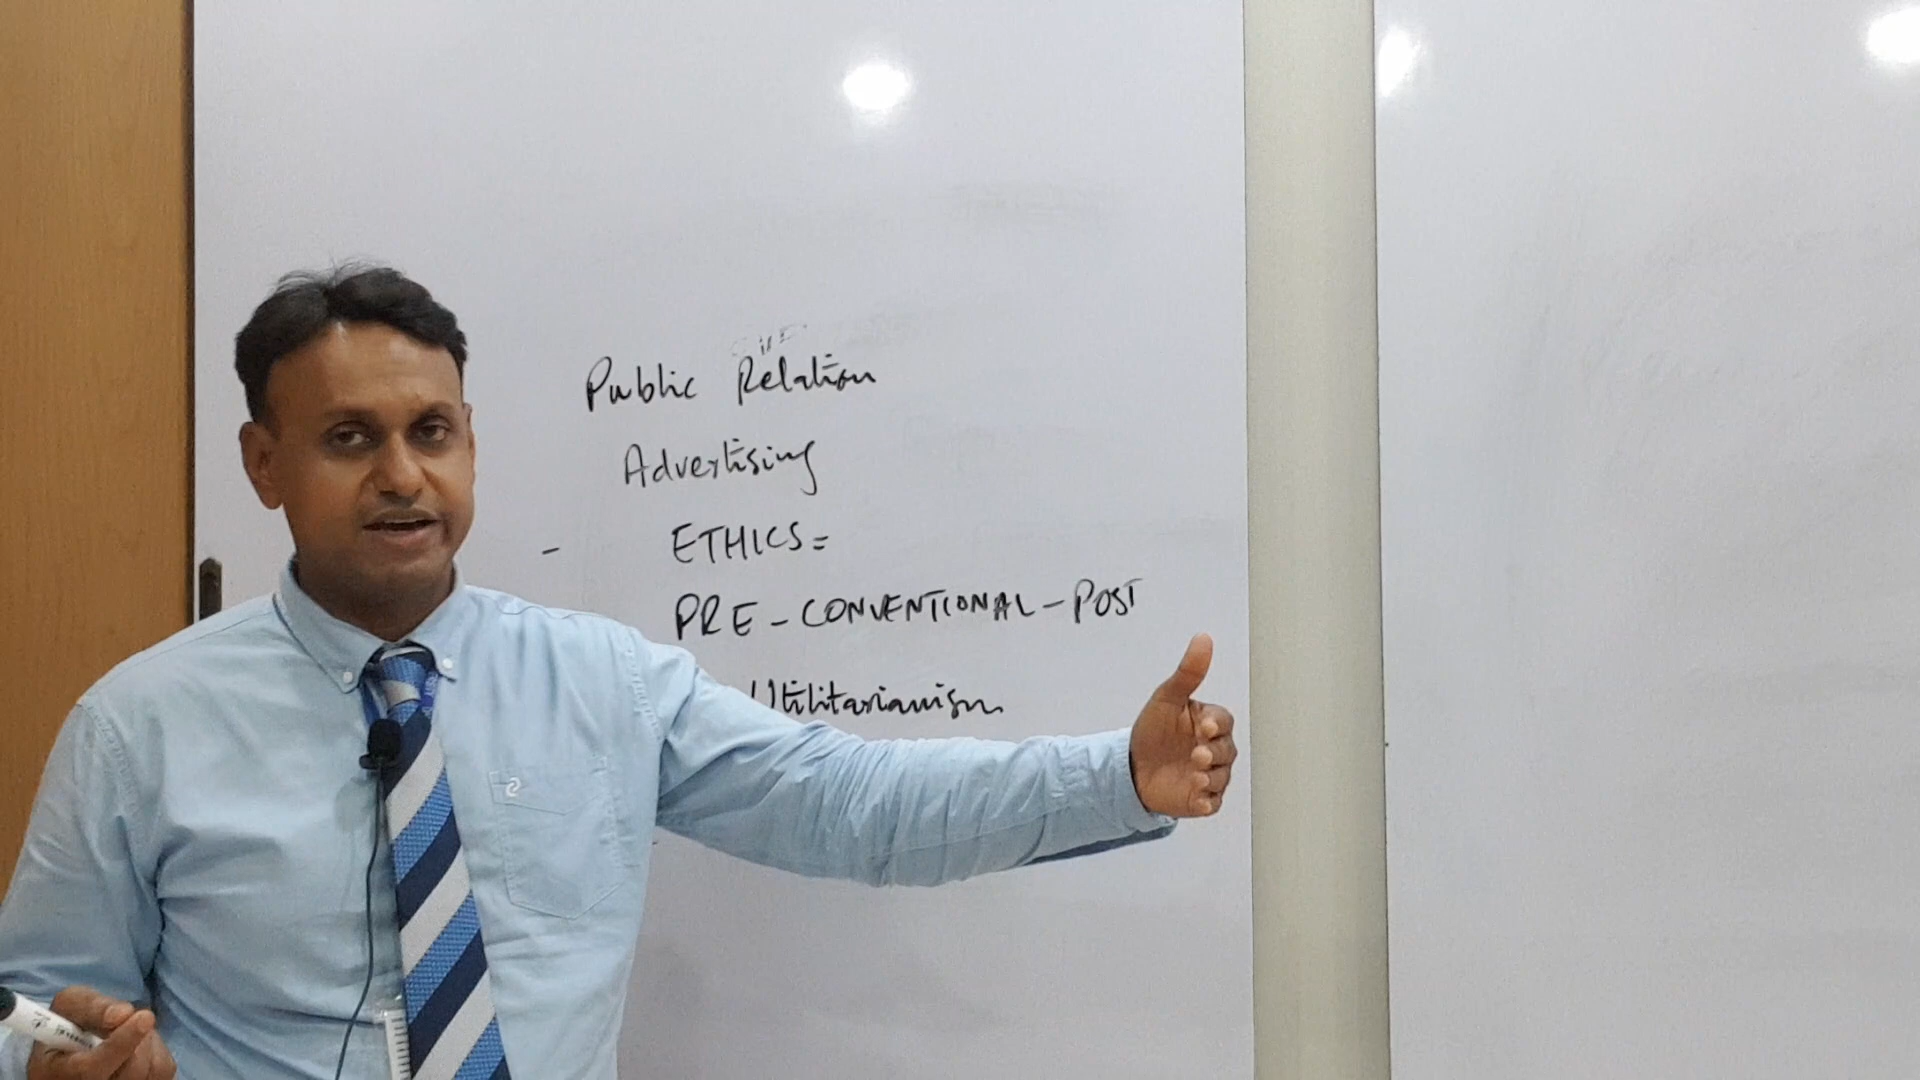 Public Relation
Advertising
- ETHICS =
PRE - CONVENTIONAL - POST
Utilitarianism